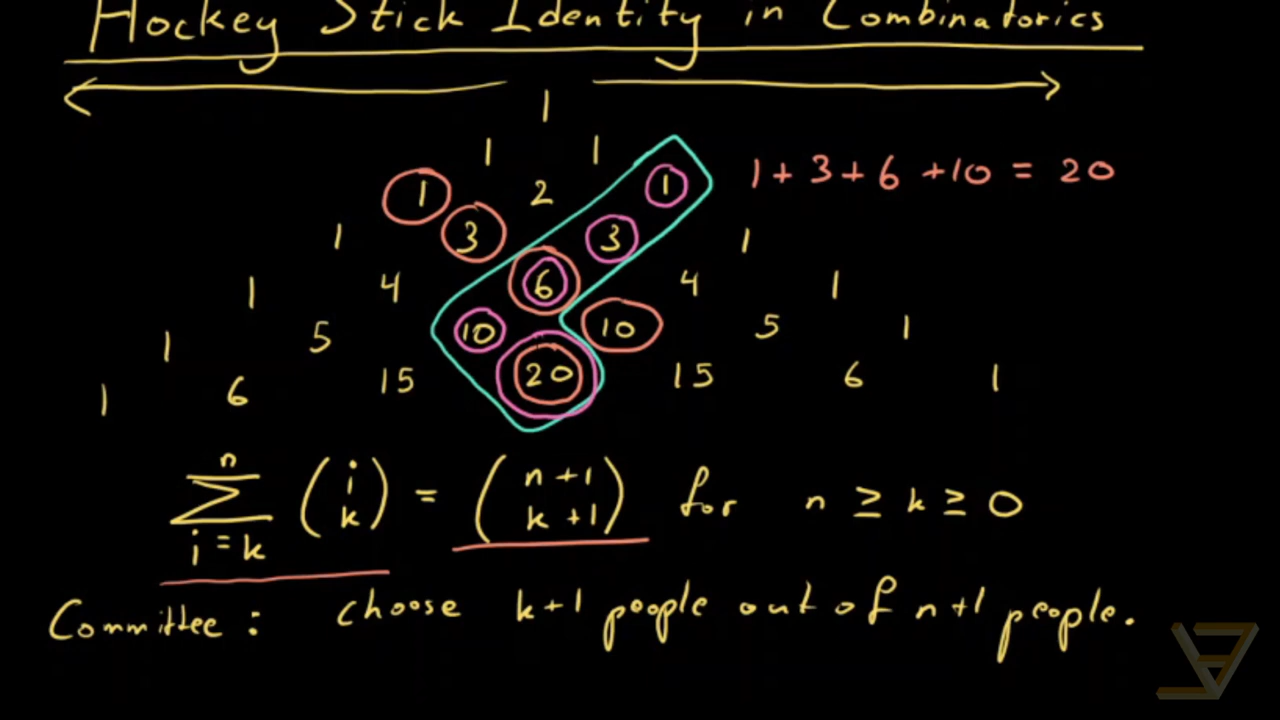 Hockey Stick Identity in Combinatorics
1
1 1
1 2 1 1 + 3 + 6 + 10 = 20
1 3 3 1
1 4 6 4 1
1 5 10 10 5 1
1 6 15 20 15 6 1
n
∑ (i k) = (n+1 k+1) for n ≥ k ≥ 0
i = k
Committee : choose k+1 people out of n+1 people.